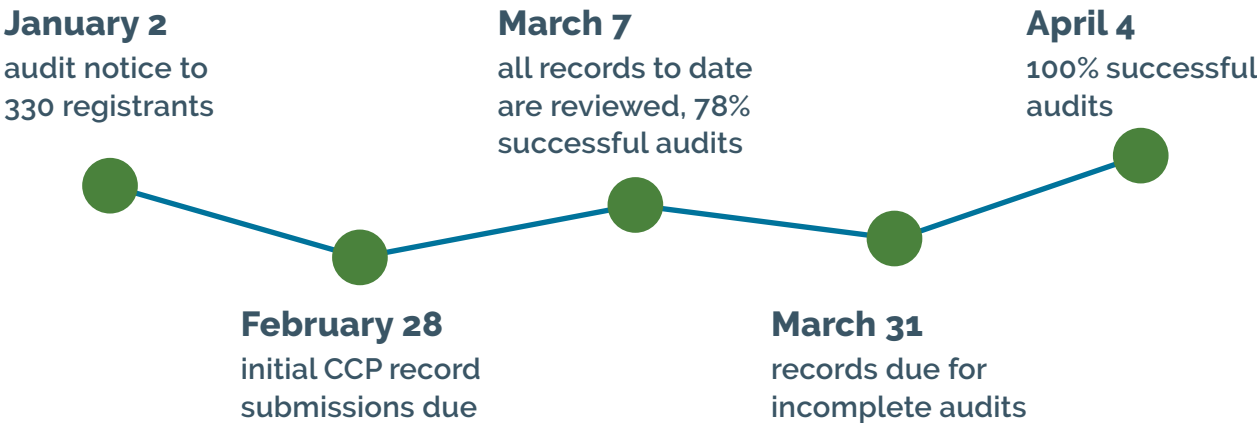 January 2
audit notice to
330 registrants
February 28
initial CCP record
submissions due
March 7
all records to date
are reviewed, 78%
successful audits
March 31
records due for
incomplete audits
April 4
100% successful
audits